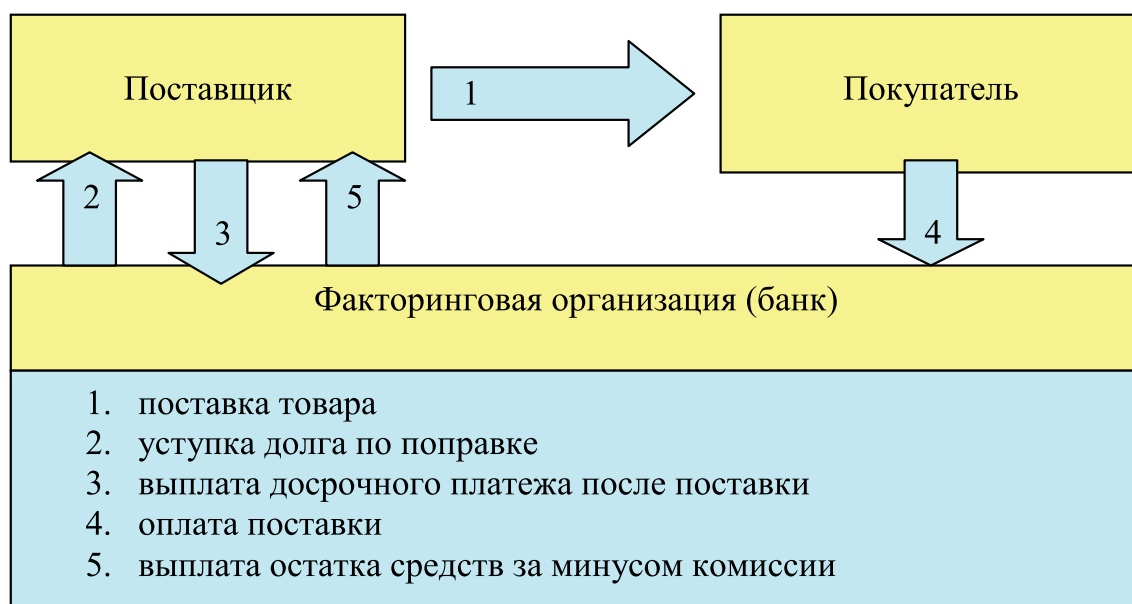 Поставщик
1
Покупатель
2
3
5
4
Факторинговая организация (банк)
1. поставка товара
2. уступка долга по поправке
3. выплата досрочного платежа после поставки
4. оплата поставки
5. выплата остатка средств за минусом комиссии